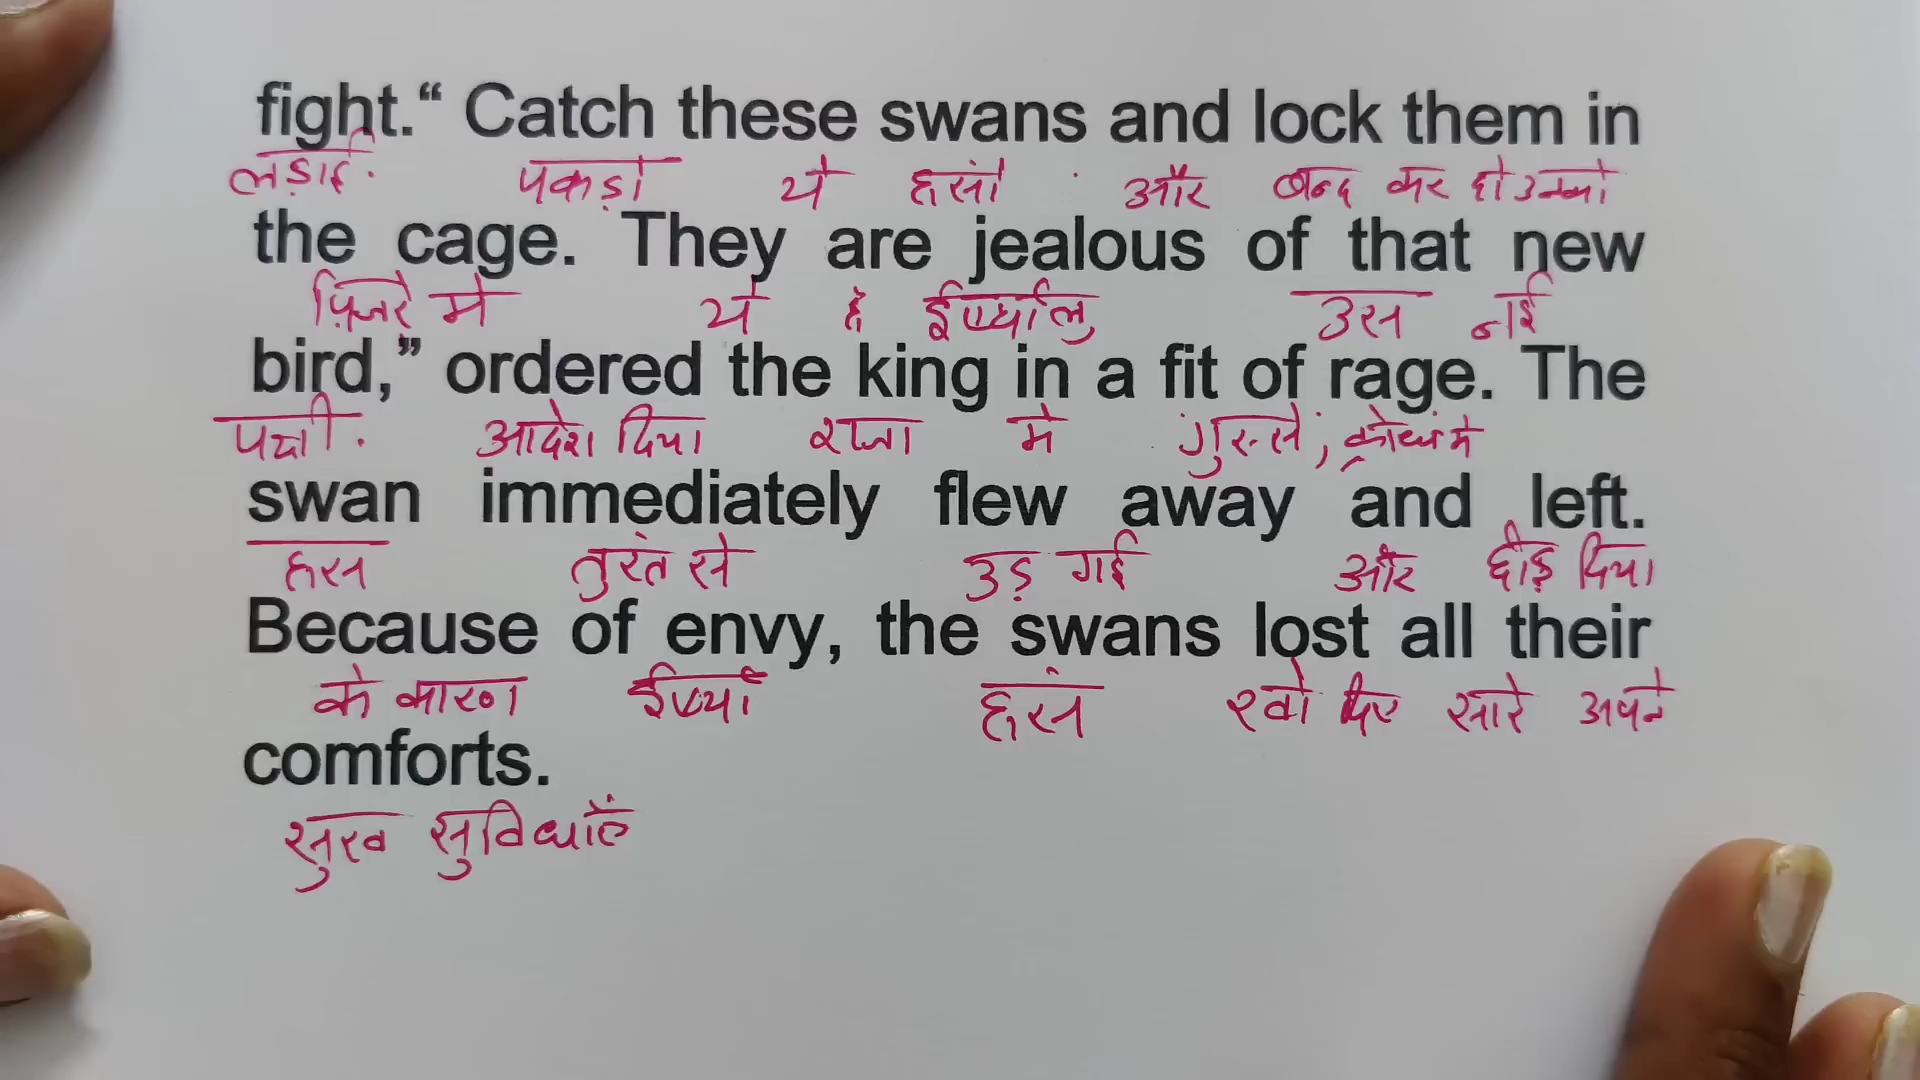 fight.“ Catch these swans and lock them in
लड़ाई. पकड़ो ये हसों और बन्द कर दो उनको
the cage. They are jealous of that new
पिंजरे में ये है ईर्ष्यालु उस नई
bird,” ordered the king in a fit of rage. The
पक्षी. आदेश दिया राजा में गुस्से, क्रोध में
swan immediately flew away and left.
हस तुरंत से उड़ गई और छोड़ दिया
Because of envy, the swans lost all their
के कारण ईर्ष्या हंस खो दिए सारे अपने
comforts.
सुख सुविधाएँ